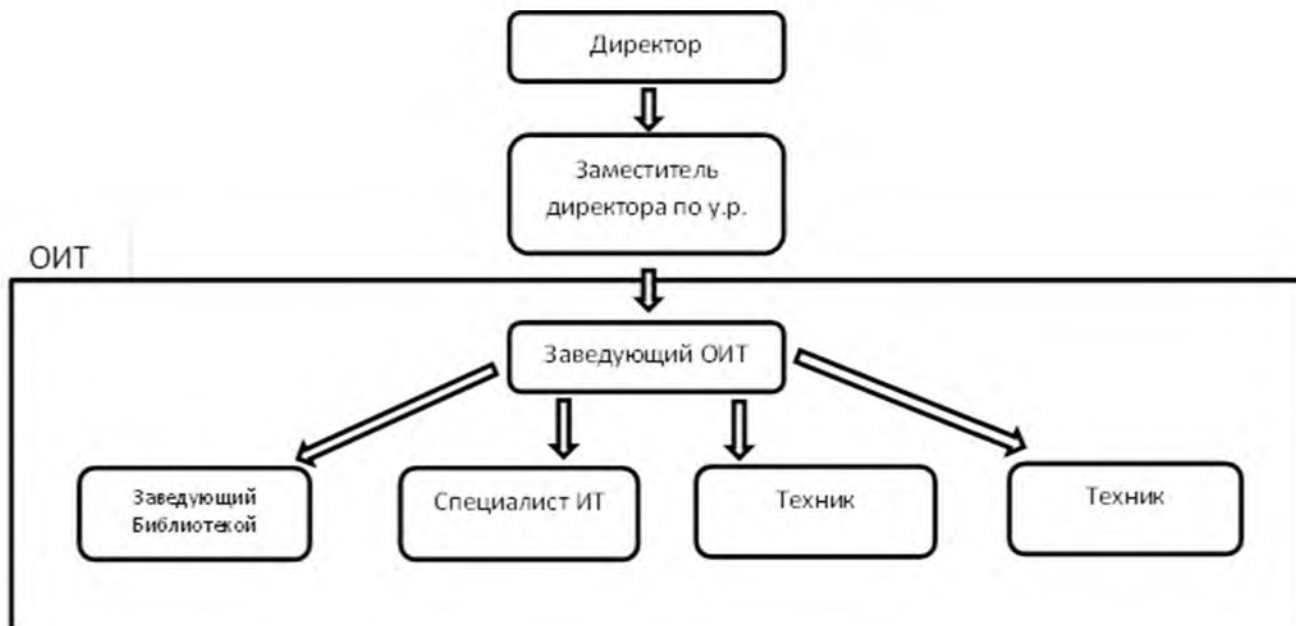 Директор
Заместитель
директора по у.р.
ОИТ
Заведующий ОИТ
Заведующий
Библиотекой
Специалист ИТ
Техник
Техник